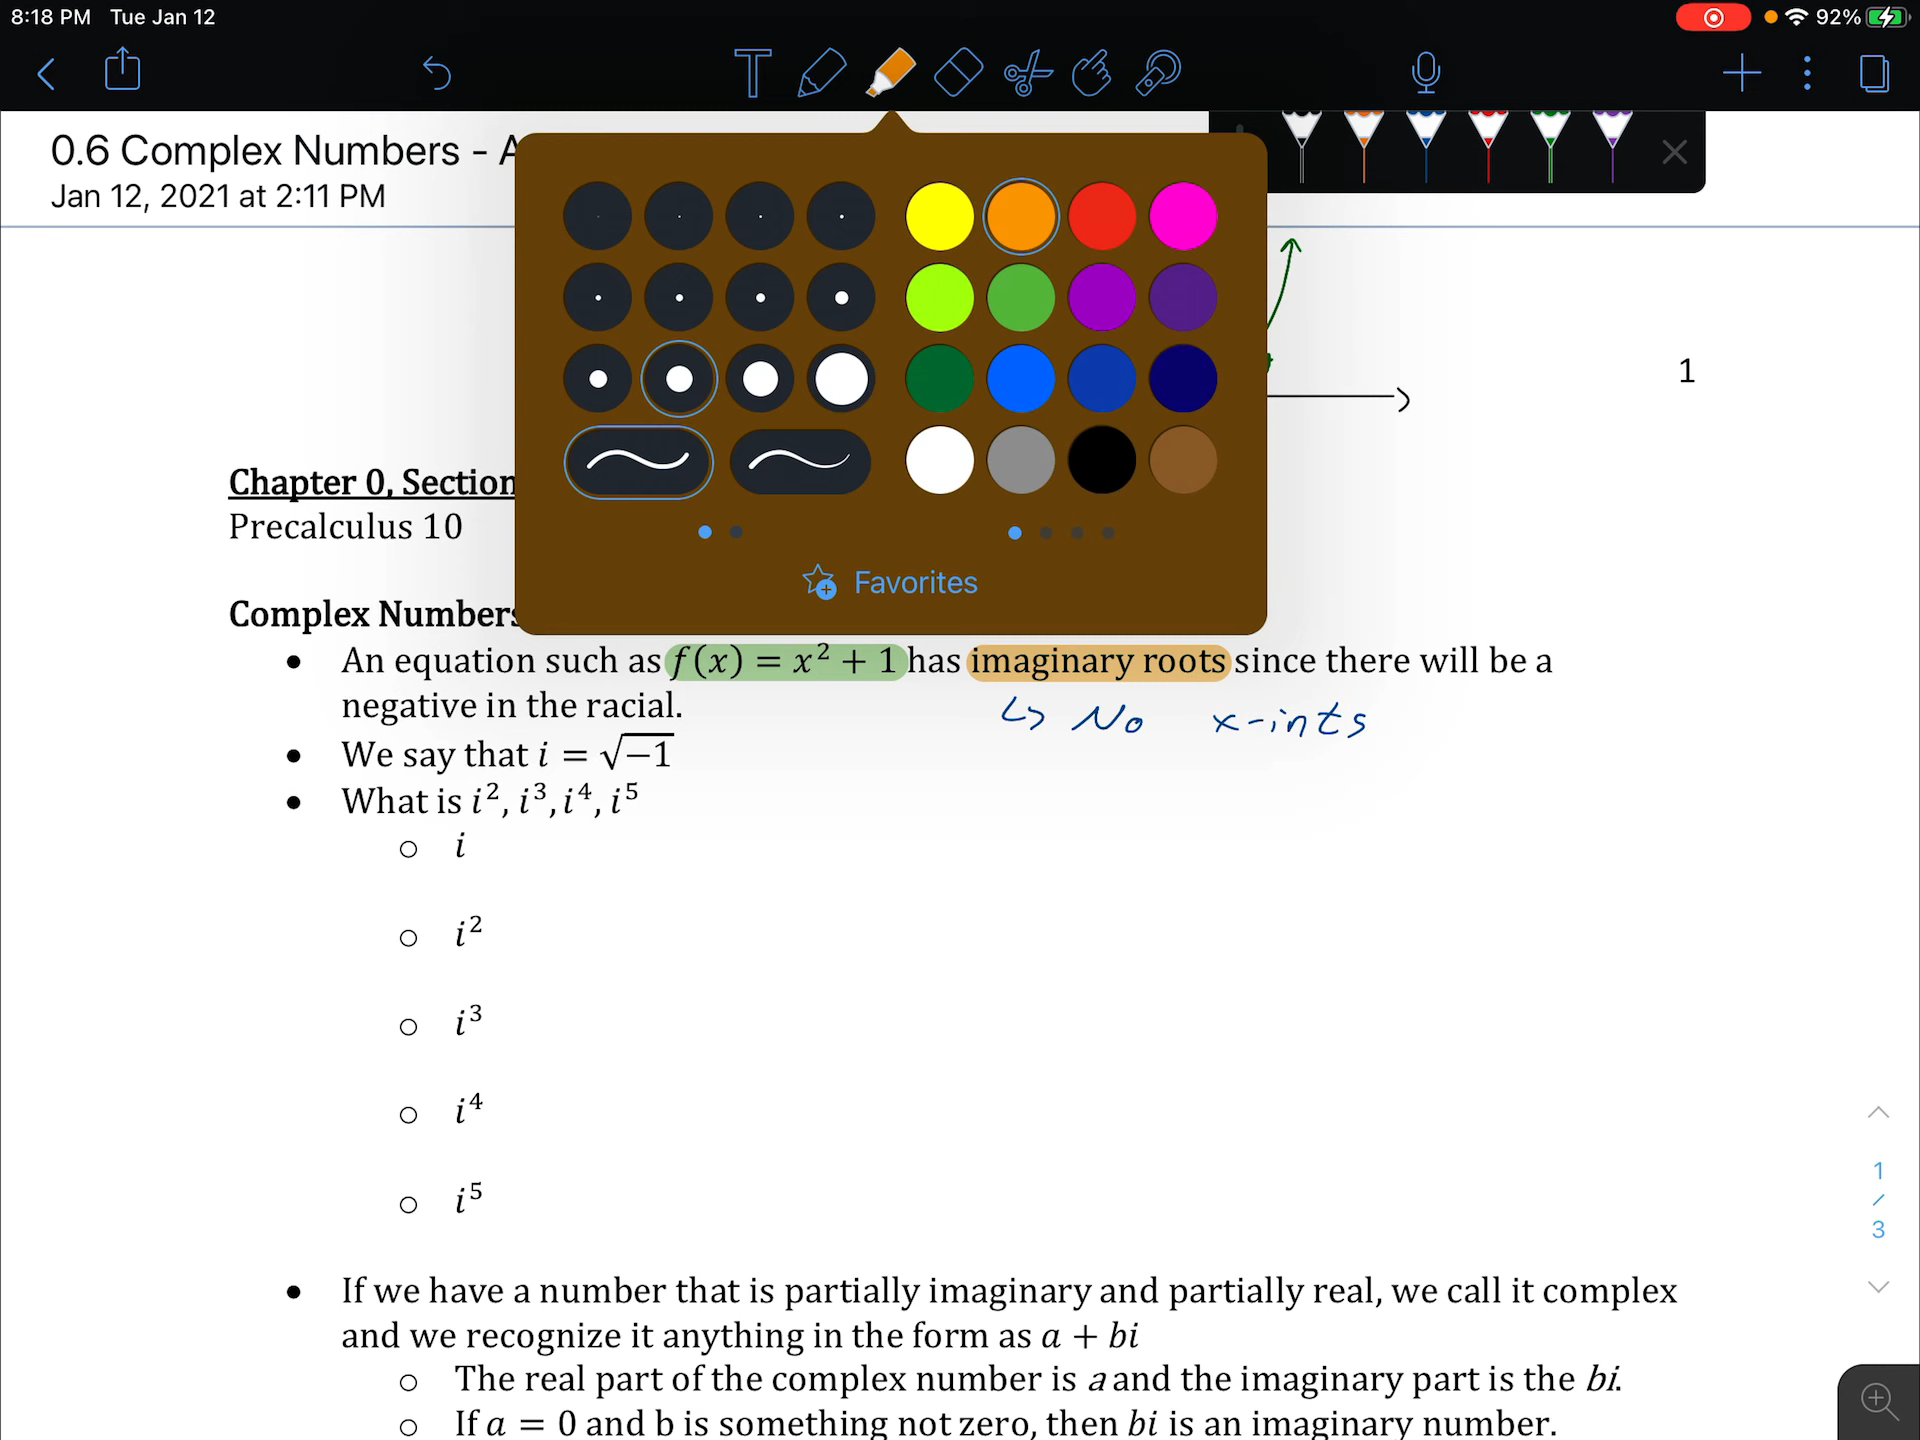 8:18 PM Tue Jan 12
92%
T
0.6 Complex Numbers - A
Jan 12, 2021 at 2:11 PM
1
Chapter 0, Section
Precalculus 10
Favorites
Complex Numbers
• An equation such as f(x) = x² + 1 has imaginary roots since there will be a
negative in the racial.
↳ No x-ints
• We say that i = √−1
• What is i², i³, i⁴, i⁵
○ i
○ i²
○ i³
○ i⁴
○ i⁵
1
/
3
• If we have a number that is partially imaginary and partially real, we call it complex
and we recognize it anything in the form as a + bi
○ The real part of the complex number is a and the imaginary part is the bi.
○ If a = 0 and b is something not zero, then bi is an imaginary number.